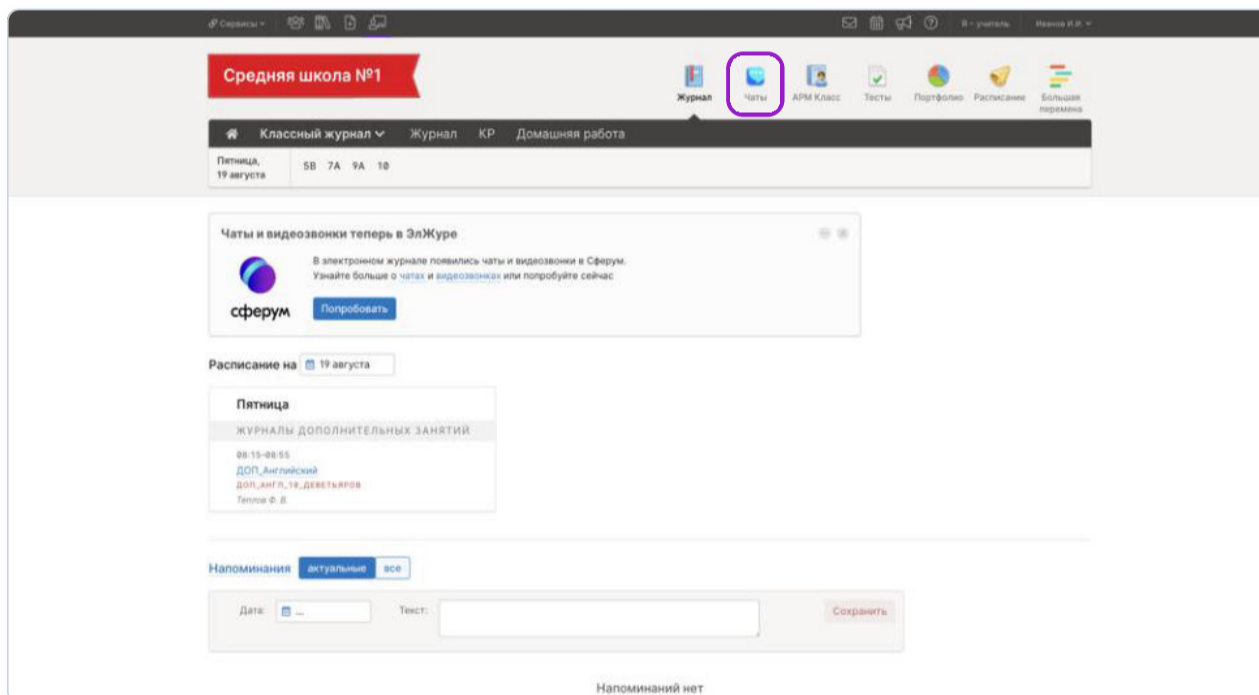 Сервисы
Я - учитель
Иванов И.И.
Средняя школа №1
Журнал
Чаты
АРМ Класс
Тесты
Портфолио
Расписание
Большая
перемена
Классный журнал
Журнал
КР
Домашняя работа
Пятница,
19 августа
5В 7А 9А 10
Чаты и видеозвонки теперь в ЭлЖуре
В электронном журнале появились чаты и видеозвонки в Сферум.
Узнайте больше о чатах и видеозвонках или попробуйте сейчас
сферум
Попробовать
Расписание на
19 августа
Пятница
ЖУРНАЛЫ ДОПОЛНИТЕЛЬНЫХ ЗАНЯТИЙ
08:15-08:55
ДОП_Английский
ДОП_АНГЛ_10_ДЕВЕТЬЯРОВ
Теплов Ф. В.
Напоминания
актуальные
все
Дата:
...
Текст:
Сохранить
Напоминаний нет